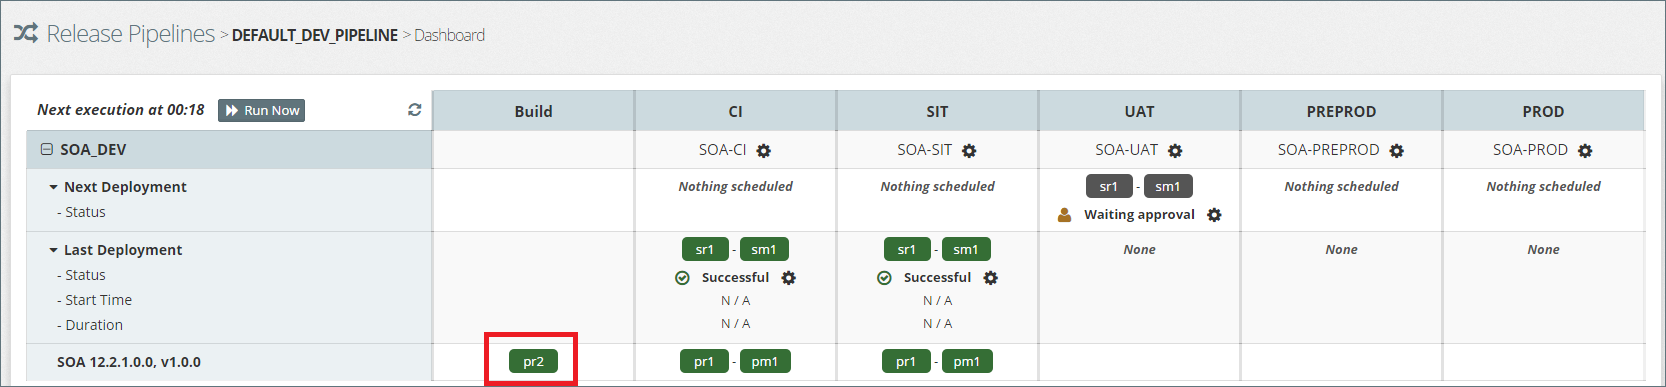 Release Pipelines > DEFAULT_DEV_PIPELINE > Dashboard
Next execution at 00:18 Run Now Build CI SIT UAT PREPROD PROD
SOA_DEV SOA-CI SOA-SIT SOA-UAT SOA-PREPROD SOA-PROD
Next Deployment Nothing scheduled Nothing scheduled sr1 - sm1 Nothing scheduled Nothing scheduled
- Status Waiting approval
Last Deployment sr1 - sm1 sr1 - sm1 None None None
- Status Successful Successful
- Start Time N / A N / A
- Duration N / A N / A
SOA 12.2.1.0.0, v1.0.0 pr2 pr1 - pm1 pr1 - pm1